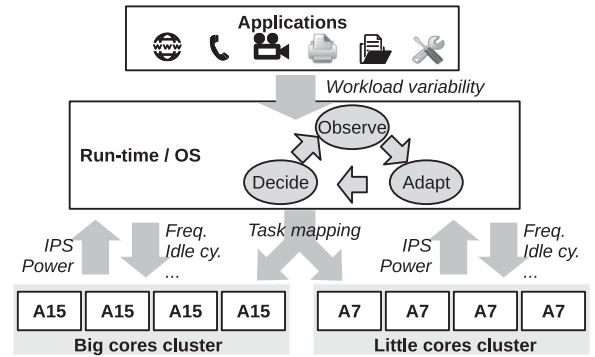 Applications
www
Workload variability
Observe
Run-time / OS
Decide
Adapt
IPS
Power
Freq.
Idle cy.
...
Task mapping
IPS
Power
Freq.
Idle cy.
...
A15 A15 A15 A15
A7 A7 A7 A7
Big cores cluster
Little cores cluster